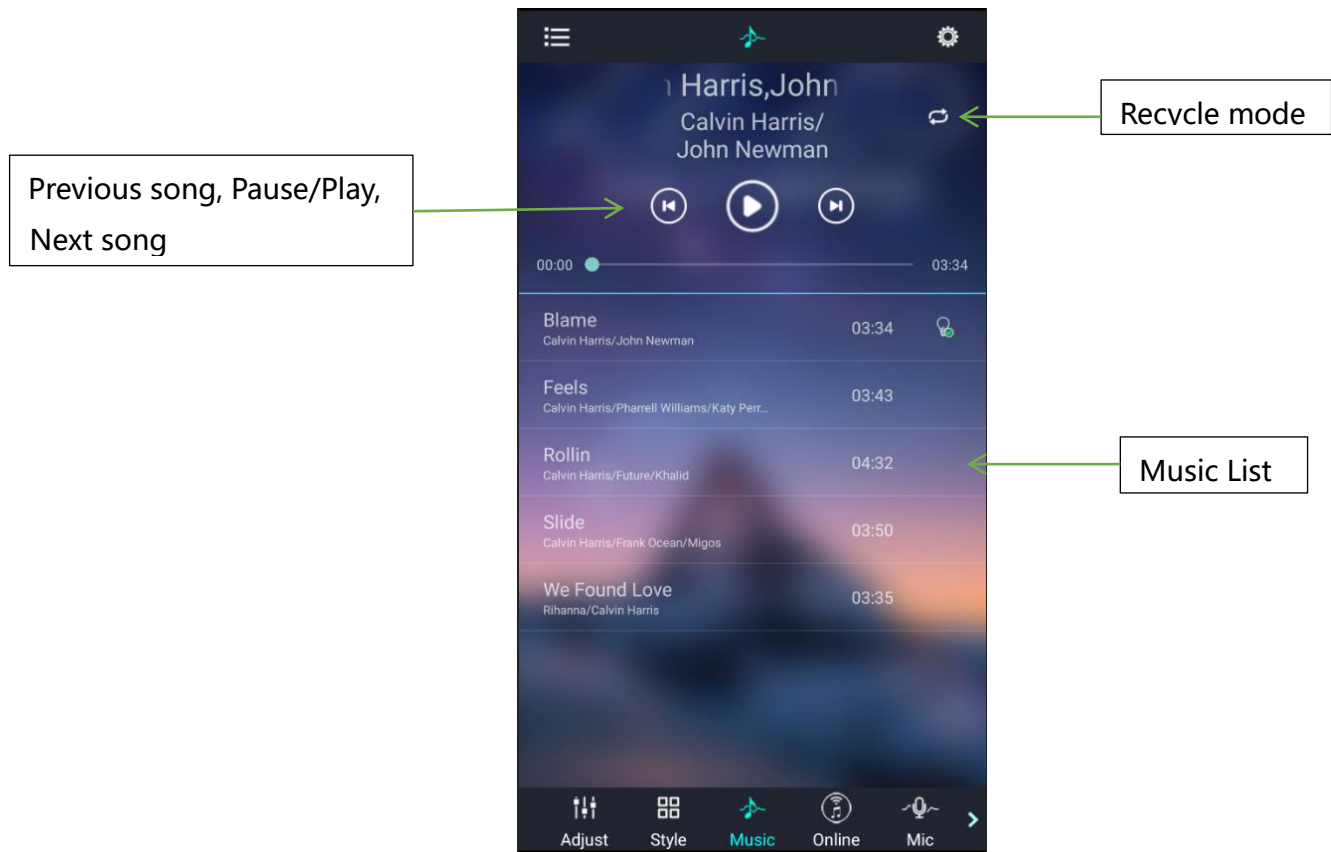 n Harris,John
Calvin Harris/
John Newman
Recycle mode
Previous song, Pause/Play,
Next song
00:00
03:34
Blame
03:34
Calvin Harris/John Newman
Feels
03:43
Calvin Harris/Pharrell Williams/Katy Perr...
Rollin
04:32
Calvin Harris/Future/Khalid
Music List
Slide
03:50
Calvin Harris/Frank Ocean/Migos
We Found Love
03:35
Rihanna/Calvin Harris
Adjust
Style
Music
Online
Mic